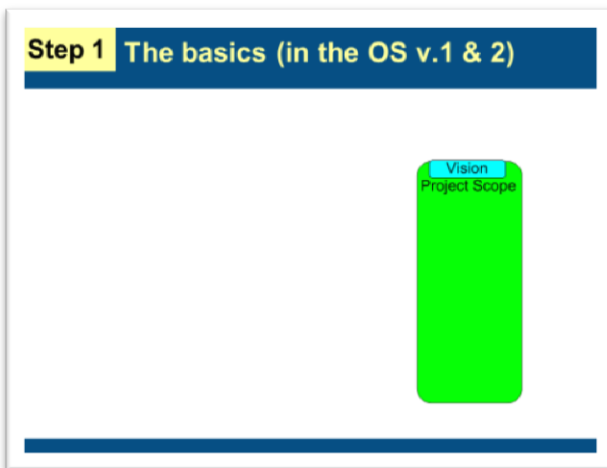 Step 1 The basics (in the OS v.1 & 2)
Vision
Project Scope